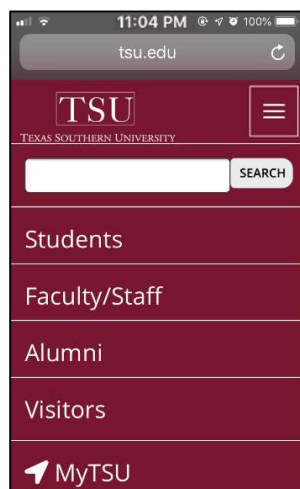 11:04 PM 100%
tsu.edu
TSU
TEXAS SOUTHERN UNIVERSITY
SEARCH
Students
Faculty/Staff
Alumni
Visitors
MyTSU